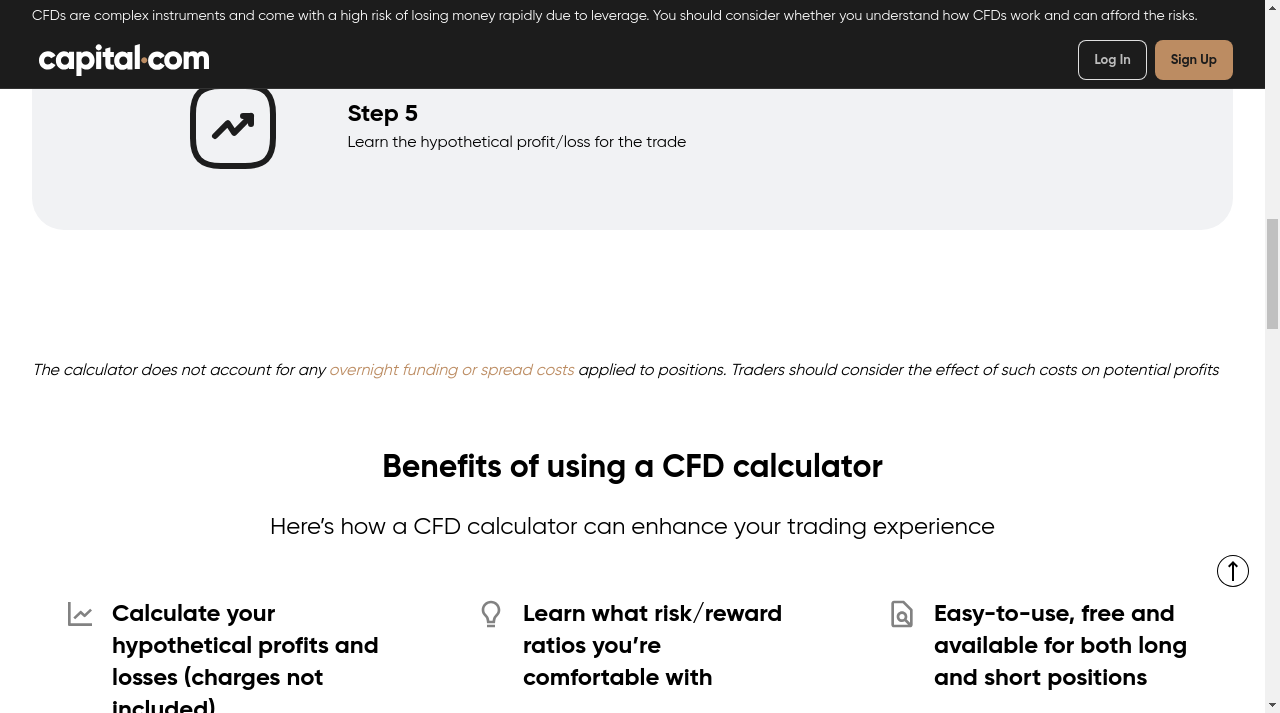 CFDs are complex instruments and come with a high risk of losing money rapidly due to leverage. You should consider whether you understand how CFDs work and can afford the risks.
capital.com
Log In
Sign Up
Step 5
Learn the hypothetical profit/loss for the trade
The calculator does not account for any overnight funding or spread costs applied to positions. Traders should consider the effect of such costs on potential profits
Benefits of using a CFD calculator
Here’s how a CFD calculator can enhance your trading experience
Calculate your
hypothetical profits and
losses (charges not
included)
Learn what risk/reward
ratios you’re
comfortable with
Easy-to-use, free and
available for both long
and short positions